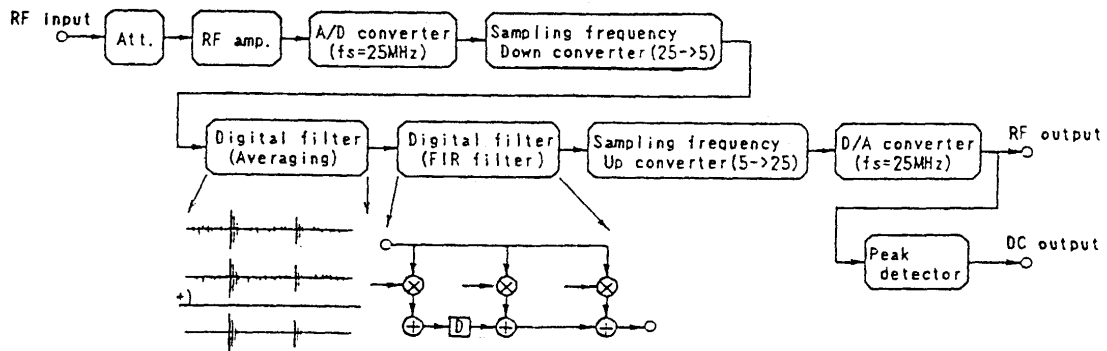 RF input
Att.
RF amp.
A/D converter
(fs=25MHz)
Sampling frequency
Down converter(25->5)
Digital filter
(Averaging)
Digital filter
(FIR filter)
Sampling frequency
Up converter(5->25)
D/A converter
(fs=25MHz)
RF output
Peak
detector
DC output
+)
D